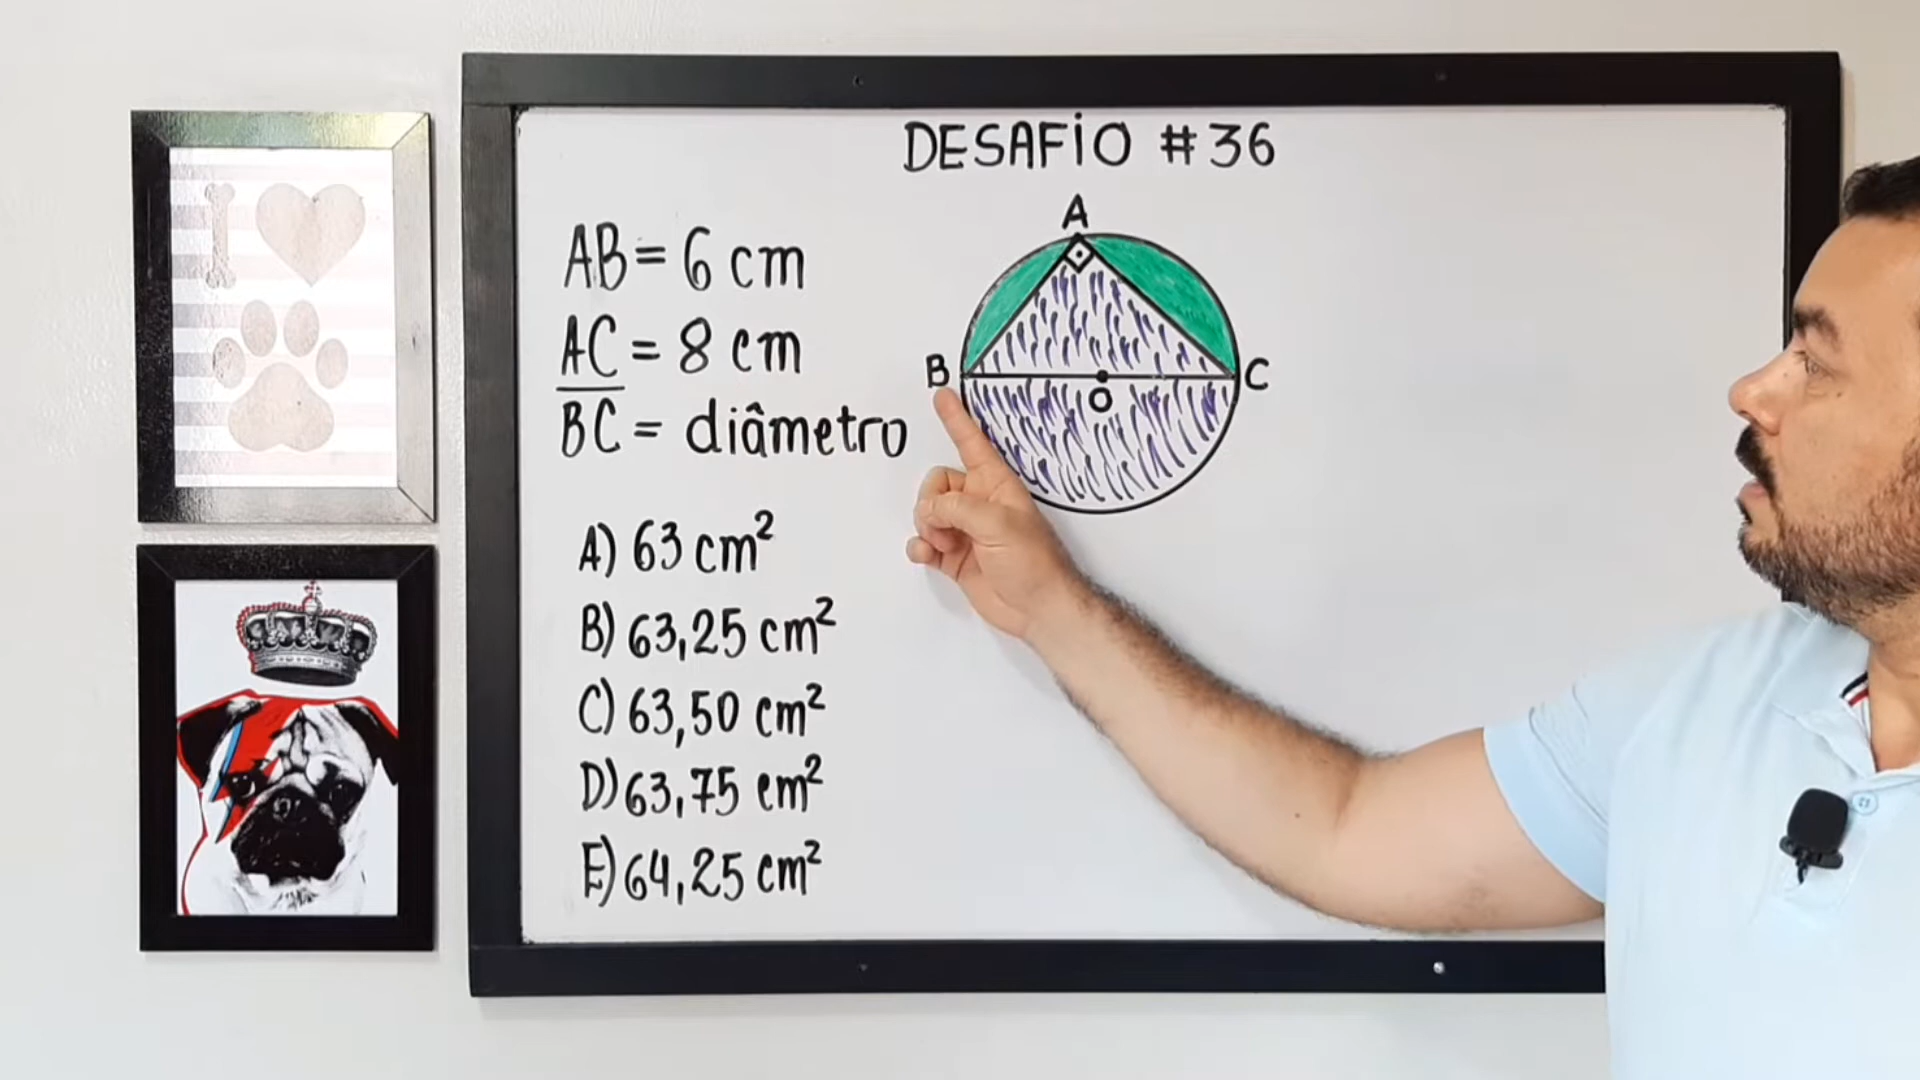 DESAFİO #36
AB = 6 cm
AC = 8 cm
BC = diâmetro
A) 63 cm²
B) 63,25 cm²
C) 63,50 cm²
D) 63,75 cm²
E) 64,25 cm²
A
B
C
O
I